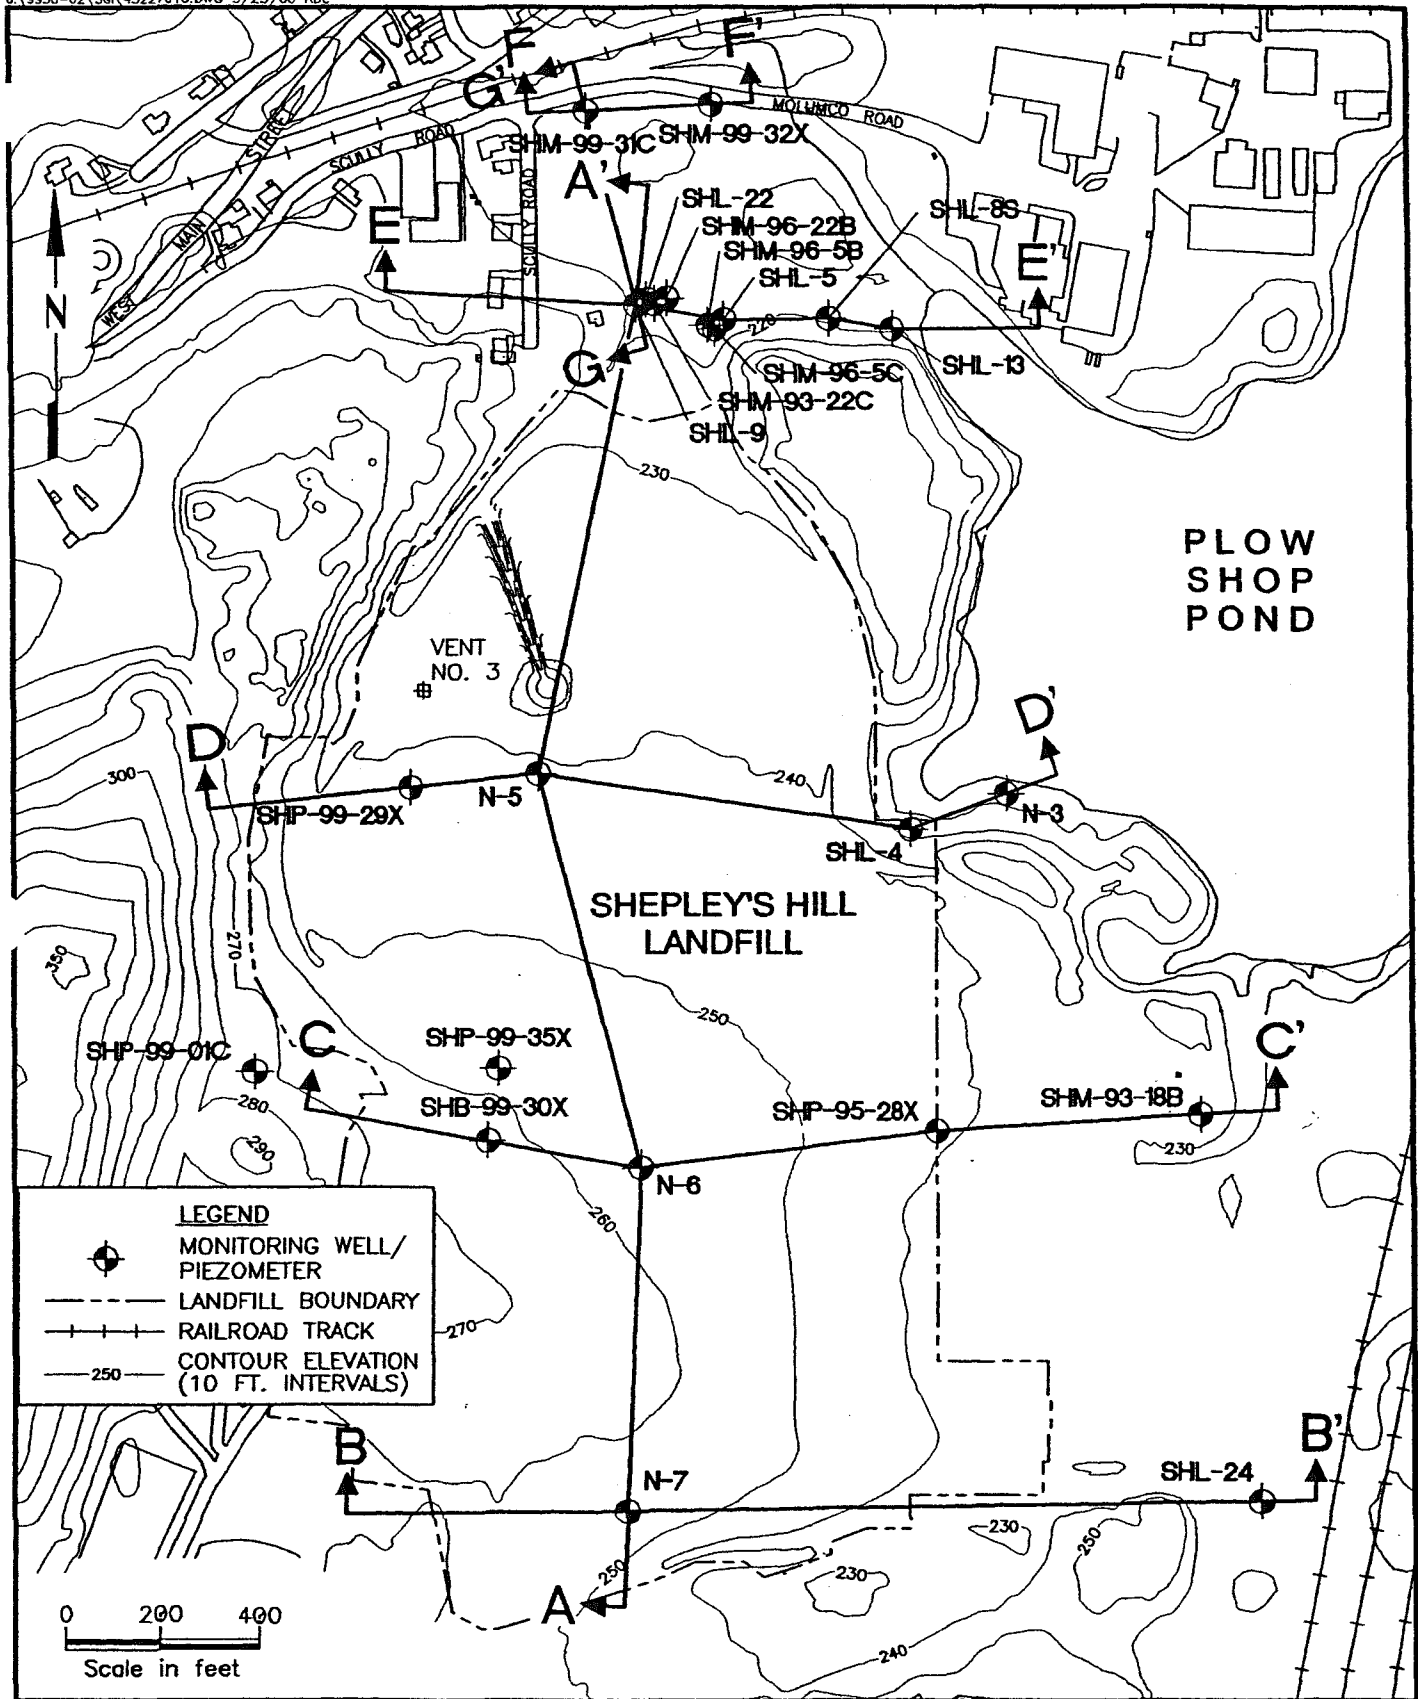 F
F'
G'
MOLUMCO ROAD
SHM-99-31C
SHM-99-32X
MAIN STREET
WEST
SCULLY ROAD
SCULLY ROAD
A'
SHL-22
SHM-96-22B
SHM-96-5B
SHL-5
SHL-8S
E
E'
N
220
G
SHM-96-5C
SHL-13
SHM-93-22C
SHL-9
230
PLOW
SHOP
POND
VENT
NO. 3
D
D'
300
240
SHP-99-29X
N-5
N-3
SHL-4
SHEPLEY'S HILL
LANDFILL
270
350
250
SHP-99-01C
C
SHP-99-35X
C'
280
SHB-99-30X
SHP-95-28X
SHM-93-18B
290
230
N-6
260
LEGEND
MONITORING WELL/
PIEZOMETER
LANDFILL BOUNDARY
RAILROAD TRACK
250
CONTOUR ELEVATION
(10 FT. INTERVALS)
270
B
B'
N-7
SHL-24
230
250
250
230
A
240
0 200 400
Scale in feet